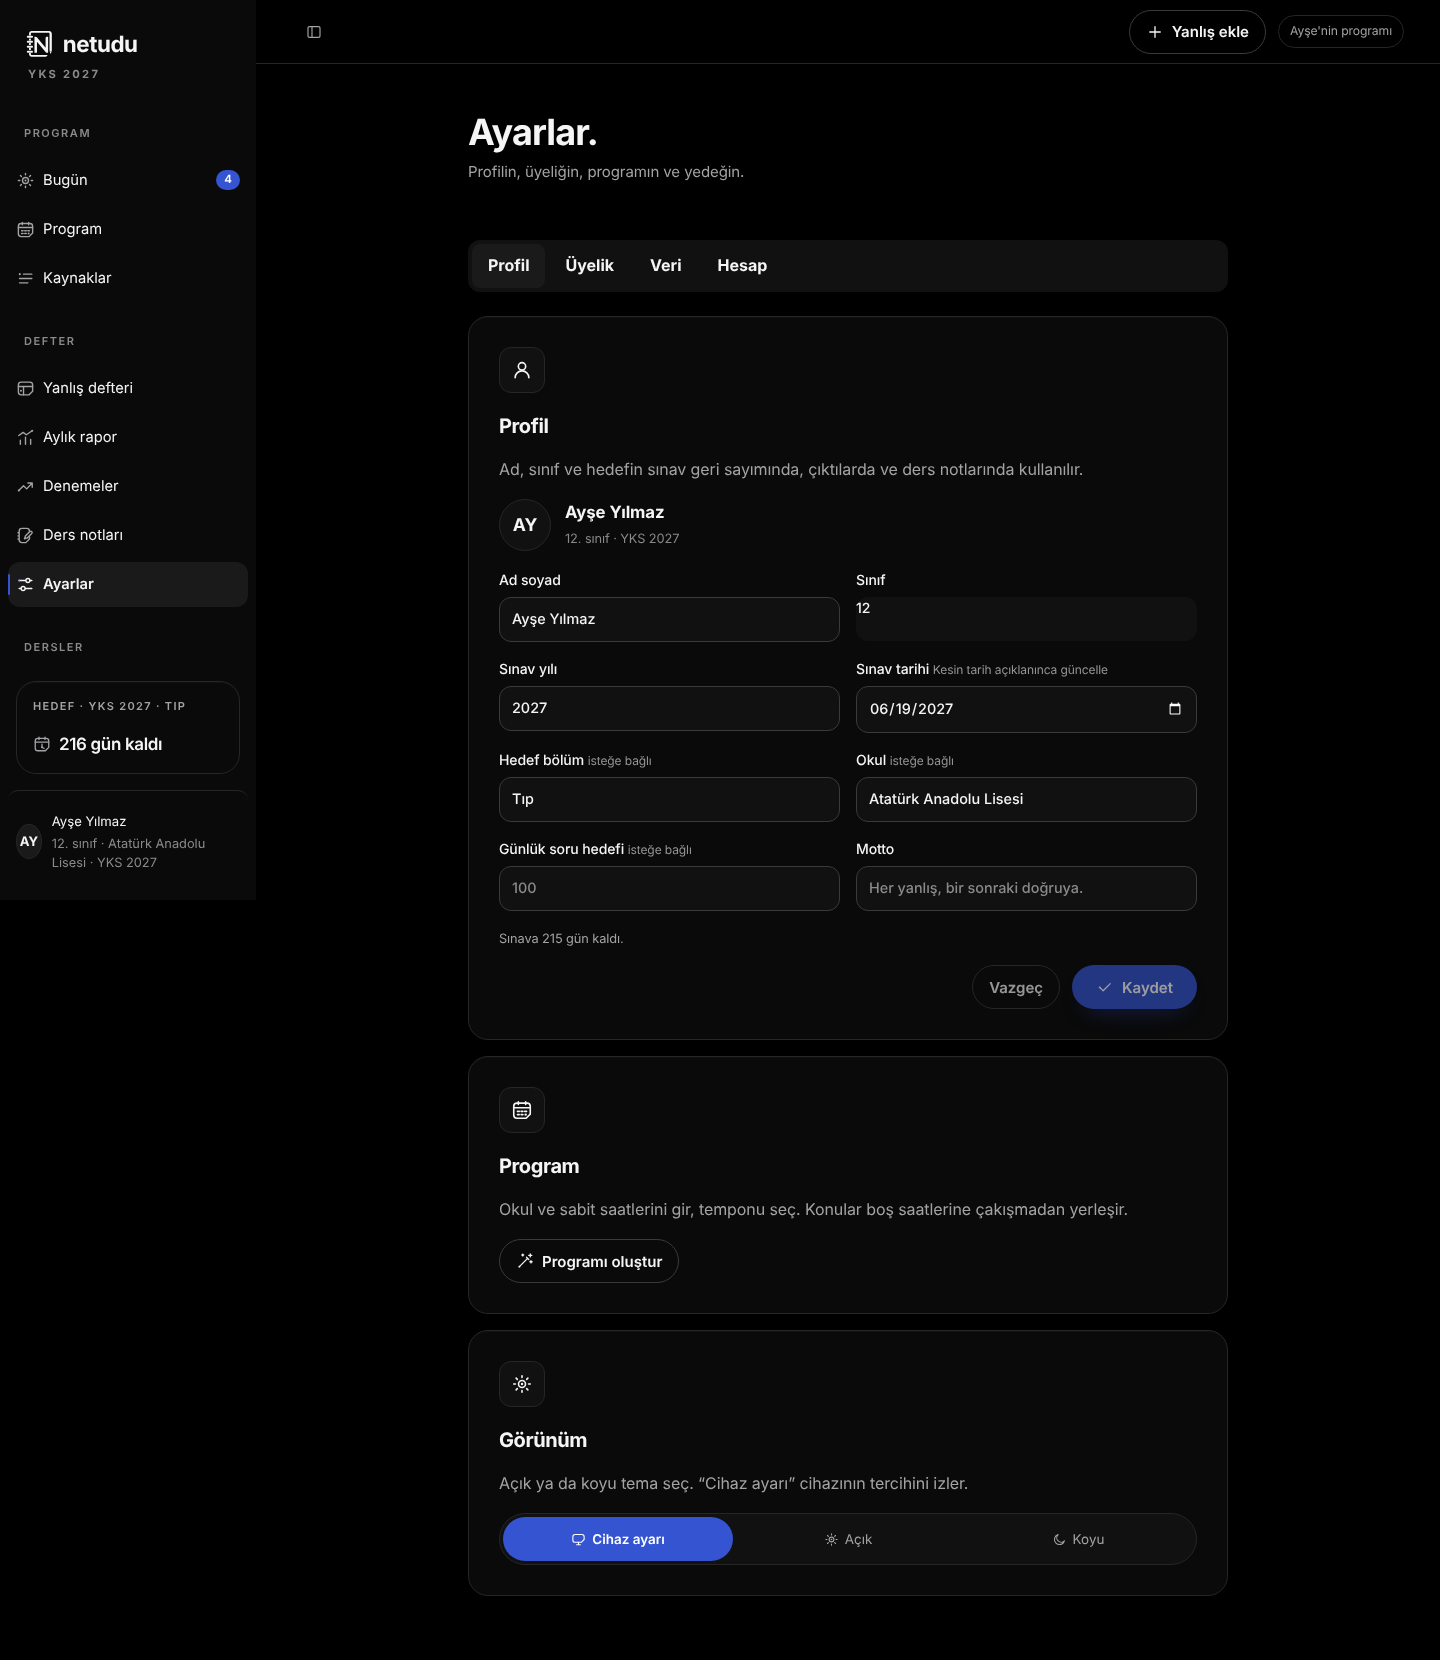 netudu
YKS 2027
PROGRAM
Bugün 4
Program
Kaynaklar
DEFTER
Yanlış defteri
Aylık rapor
Denemeler
Ders notları
Ayarlar
DERSLER
HEDEF · YKS 2027 · TIP
216 gün kaldı
AY
Ayşe Yılmaz
12. sınıf · Atatürk Anadolu
Lisesi · YKS 2027
Yanlış ekle
Ayşe'nin programı
Ayarlar.
Profilin, üyeliğin, programın ve yedeğin.
Profil Üyelik Veri Hesap
Profil
Ad, sınıf ve hedefin sınav geri sayımında, çıktılarda ve ders notlarında kullanılır.
AY
Ayşe Yılmaz
12. sınıf · YKS 2027
Ad soyad
Ayşe Yılmaz
Sınıf
12
Sınav yılı
2027
Sınav tarihi Kesin tarih açıklanınca güncelle
06/19/2027
Hedef bölüm isteğe bağlı
Tıp
Okul isteğe bağlı
Atatürk Anadolu Lisesi
Günlük soru hedefi isteğe bağlı
100
Motto
Her yanlış, bir sonraki doğruya.
Sınava 215 gün kaldı.
Vazgeç
Kaydet
Program
Okul ve sabit saatlerini gir, temponu seç. Konular boş saatlerine çakışmadan yerleşir.
Programı oluştur
Görünüm
Açık ya da koyu tema seç. “Cihaz ayarı” cihazının tercihini izler.
Cihaz ayarı Açık Koyu